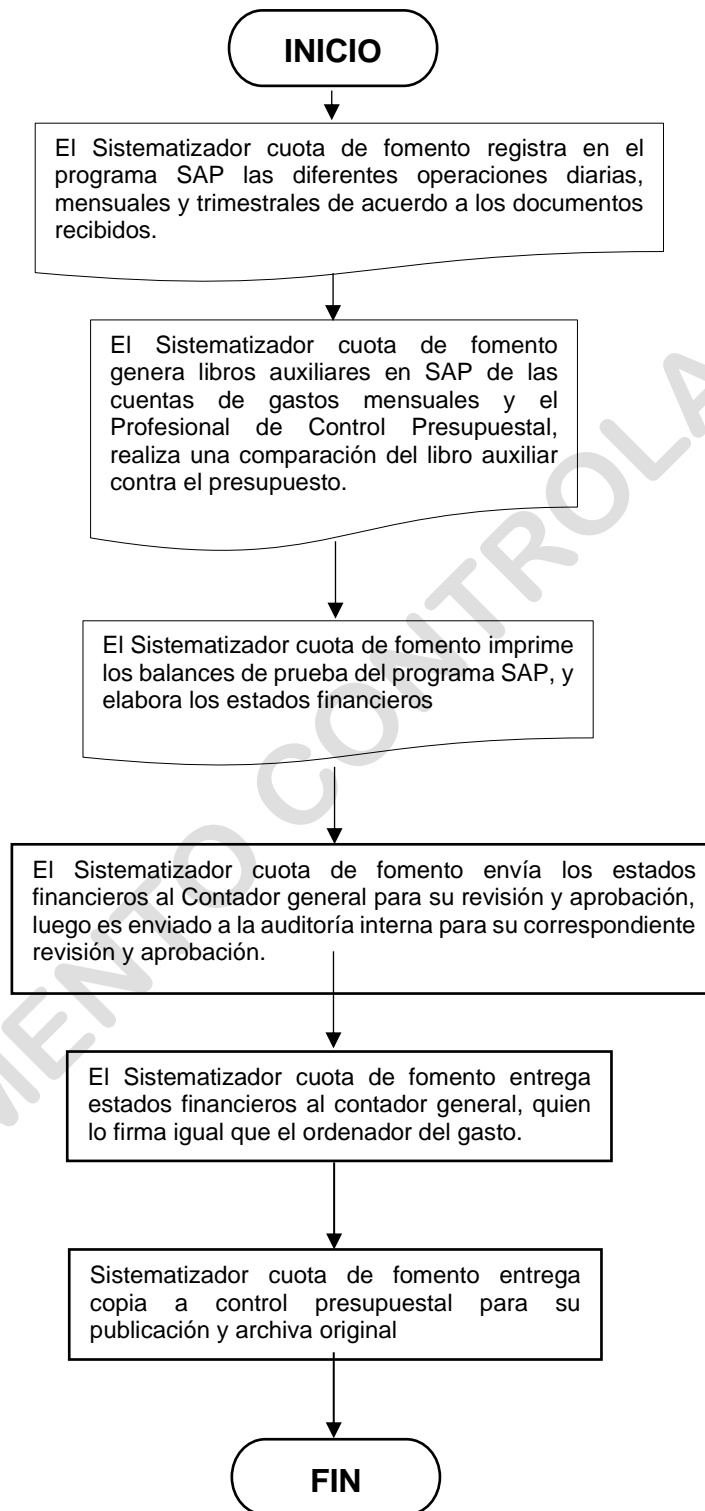 INICIO
El Sistematizador cuota de fomento registra en el
programa SAP las diferentes operaciones diarias,
mensuales y trimestrales de acuerdo a los documentos
recibidos.
El Sistematizador cuota de fomento
genera libros auxiliares en SAP de las
cuentas de gastos mensuales y el
Profesional de Control Presupuestal,
realiza una comparación del libro auxiliar
contra el presupuesto.
El Sistematizador cuota de fomento imprime
los balances de prueba del programa SAP, y
elabora los estados financieros
El Sistematizador cuota de fomento envía los estados
financieros al Contador general para su revisión y aprobación,
luego es enviado a la auditoría interna para su correspondiente
revisión y aprobación.
El Sistematizador cuota de fomento entrega
estados financieros al contador general, quien
lo firma igual que el ordenador del gasto.
Sistematizador cuota de fomento entrega
copia a control presupuestal para su
publicación y archiva original
FIN
MENTO CONTROLA